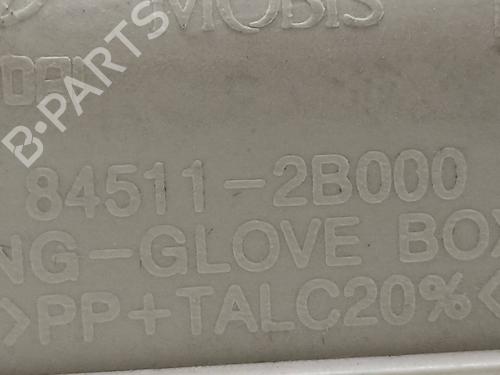 MOBIS
B-PARTS
84511-2B000
NG-GLOVE BOX
>PP+TALC20%<